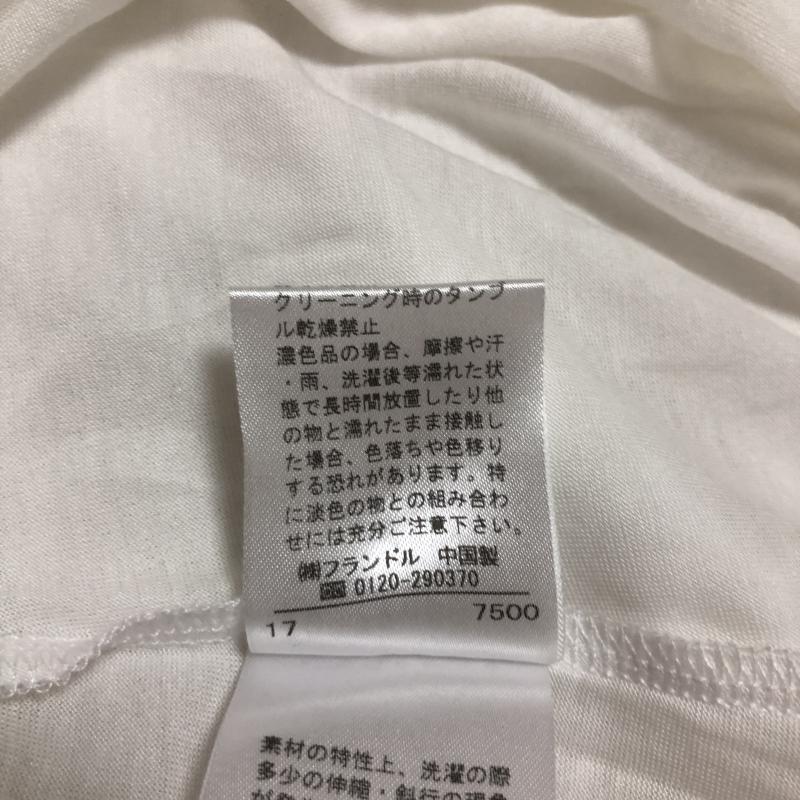 クリーニング時のタンブ
ル乾燥禁止
濃色品の場合、摩擦や汗
・雨、洗濯後等濡れた状
態で長時間放置したり他
の物と濡れたまま接触し
た場合、色落ちや色移り
する恐れがあります。特
に淡色の物との組み合わ
せには充分ご注意下さい。
㈱フランドル 中国製
0120-290370
17 7500
素材の特性上、洗濯の際
多少の伸縮・斜行の現象